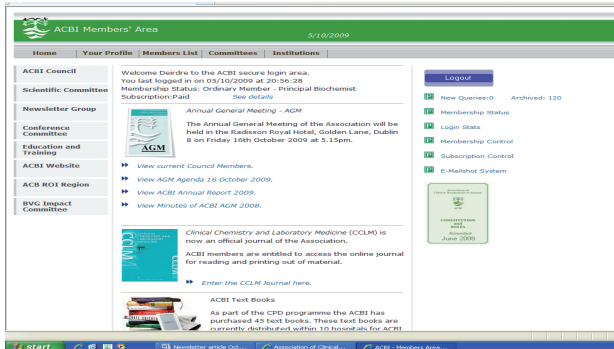 ACBI Members' Area
5/10/2009
Home
Your Profile
Members List
Committees
Institutions
ACBI Council
Scientific Committee
Newsletter Group
Conference
Committee
Education and
Training
ACBI Website
ACB ROI Region
BVG Impact
Committee
Welcome Deirdre to the ACBI secure login area.
You last logged in on 05/10/2009 at 20:56:28
Membership Status: Ordinary Member - Principal Biochemist
Subscription:Paid See details
Annual General Meeting - AGM
The Annual General Meeting of the Association will be
held in the Radisson Royal Hotel, Golden Lane, Dublin
8 on Friday 16th October 2009 at 5.15pm.
AGM
View current Council Members.
View AGM Agenda 16 October 2009.
View ACBI Annual Report 2009.
View Minutes of ACBI AGM 2008.
Clinical Chemistry and Laboratory Medicine (CCLM) is
now an official journal of the Association.
ACBI members are entitled to access the online journal
for reading and printing out of material.
CCLM
Enter the CCLM Journal here.
ACBI Text Books
As part of the CPD programme the ACBI has
purchased 45 text books. These text books are
currently distributed within 10 hospitals for ACBI
Logout
New Queries:0 Archived: 120
Membership Status
Login Stats
Membership Control
Subscription Control
E-Mailshot System
CONSTITUTION
and
RULES
Amended
June 2008
start
Newsletter article Oct...
Association of Clinical...
ACBI - Members Area...